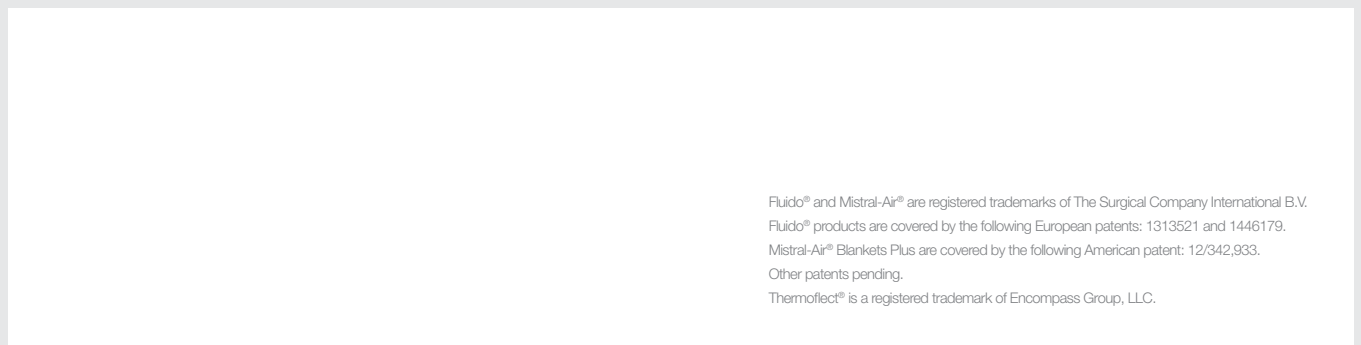 Fluido® and Mistral-Air® are registered trademarks of The Surgical Company International B.V.
Fluido® products are covered by the following European patents: 1313521 and 1446179.
Mistral-Air® Blankets Plus are covered by the following American patent: 12/342,933.
Other patents pending.
Thermoflect® is a registered trademark of Encompass Group, LLC.